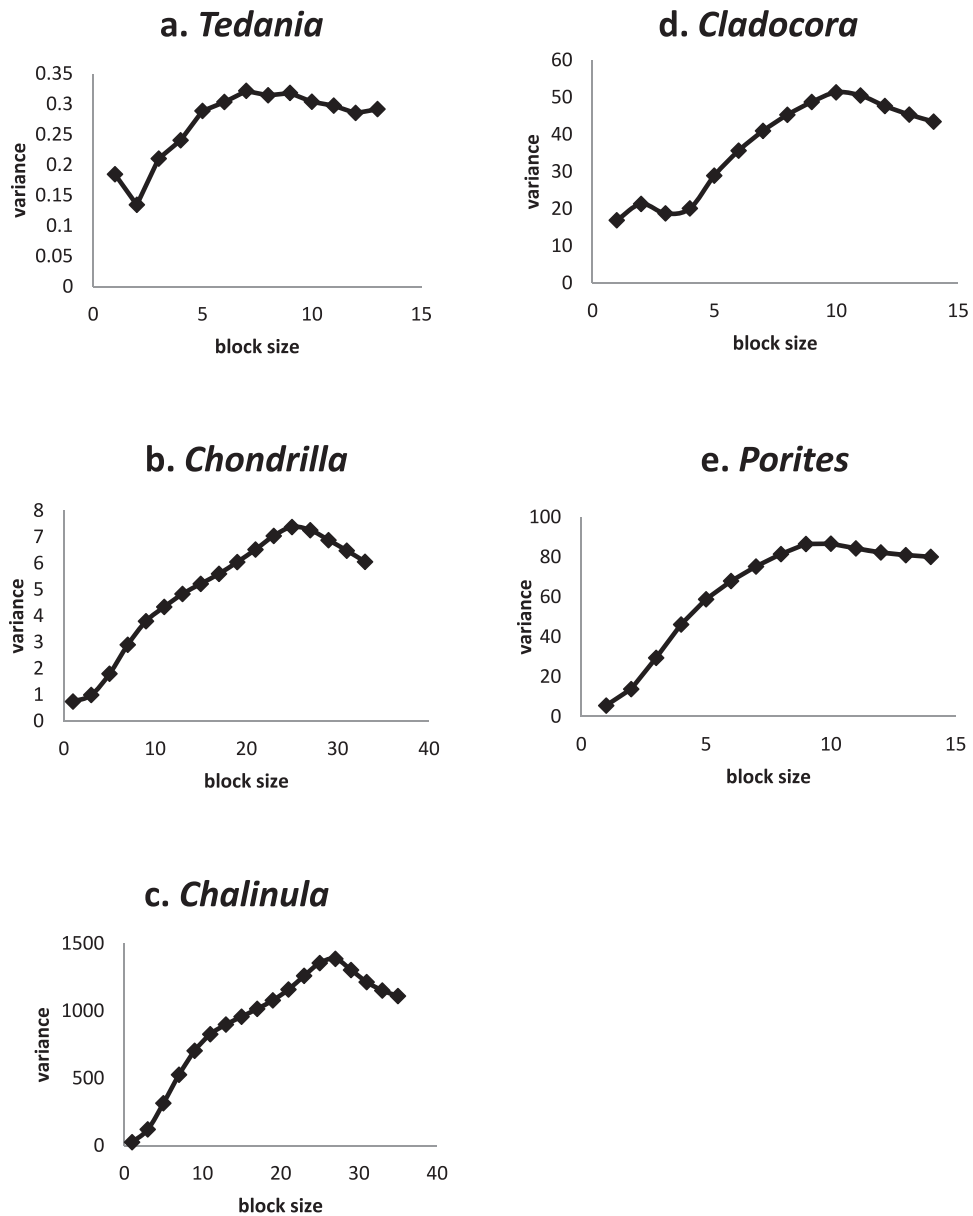 a. Tedania
0.35
0.3
0.25
0.2
0.15
0.1
0.05
0
variance
0 5 10 15
block size
d. Cladocora
60
50
40
30
20
10
0
variance
0 5 10 15
block size
b. Chondrilla
8
7
6
5
4
3
2
1
0
variance
0 10 20 30 40
block size
e. Porites
100
80
60
40
20
0
variance
0 5 10 15
block size
c. Chalinula
1500
1000
500
0
variance
0 10 20 30 40
block size